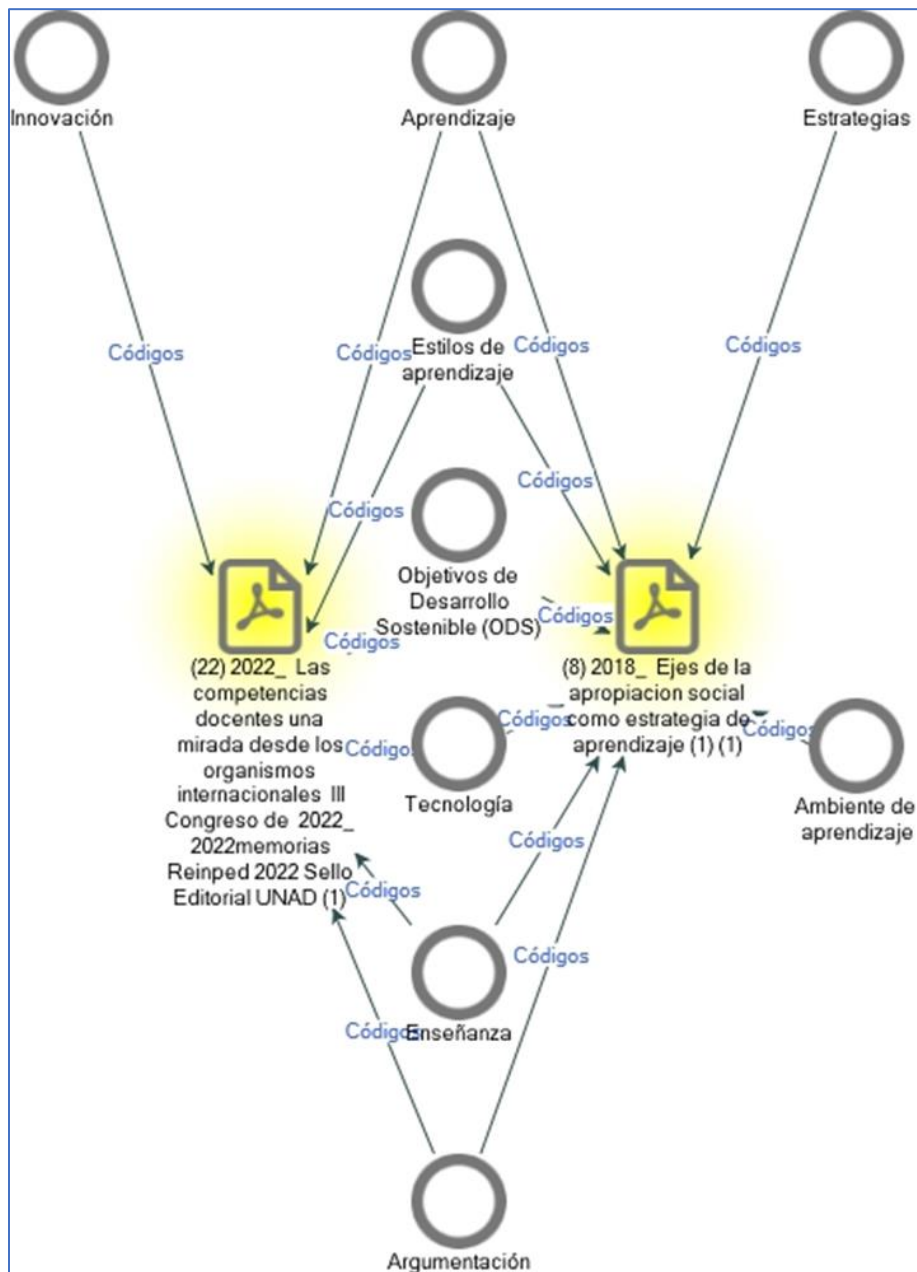 Innovación
Aprendizaje
Estrategias
Códigos
Códigos
Códigos
Códigos
Estilos de
aprendizaje
Códigos
Códigos
Objetivos de
Desarrollo
Sostenible (ODS)
Códigos
Códigos
(22) 2022_ Las
competencias
docentes una
mirada desde los
organismos
internacionales III
Congreso de 2022_
2022memorias
Reinped 2022 Sello
Editorial UNAD (1)
(8) 2018_ Ejes de la
apropiacion social
como estrategia de
aprendizaje (1) (1)
Códigos
Códigos
Códigos
Tecnología
Ambiente de
aprendizaje
Códigos
Códigos
Enseñanza
Códigos
Códigos
Argumentación